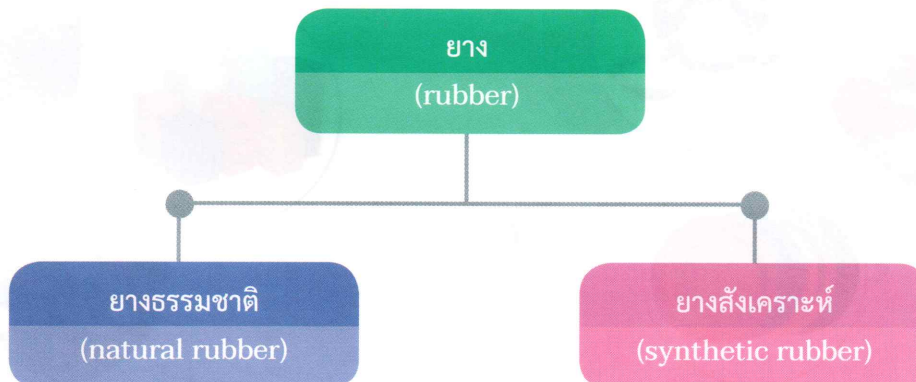 ยาง
(rubber)
ยางธรรมชาติ
(natural rubber)
ยางสังเคราะห์
(synthetic rubber)